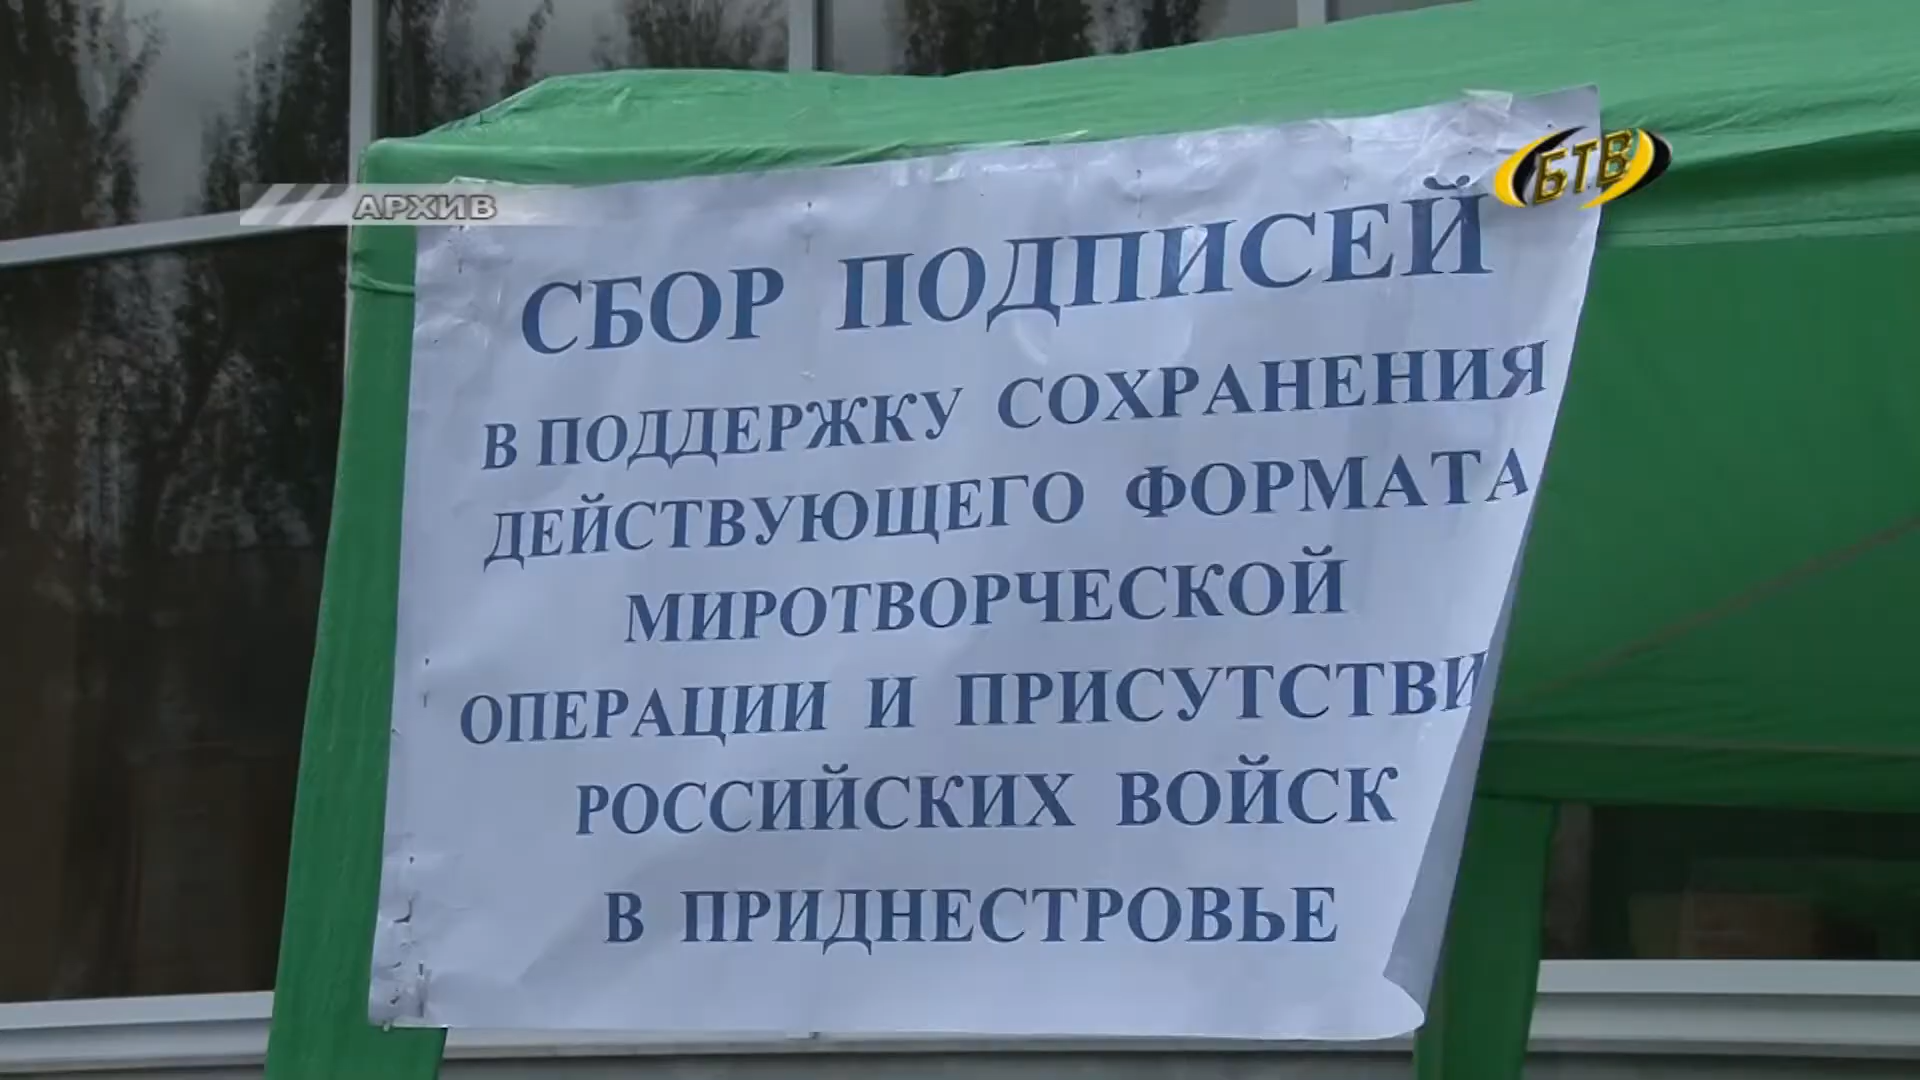 АРХИВ
БТВ
СБОР ПОДПИСЕЙ
В ПОДДЕРЖКУ СОХРАНЕНИЯ
ДЕЙСТВУЮЩЕГО ФОРМАТА
МИРОТВОРЧЕСКОЙ
ОПЕРАЦИИ И ПРИСУТСТВИ
РОССИЙСКИХ ВОЙСК
В ПРИДНЕСТРОВЬЕ